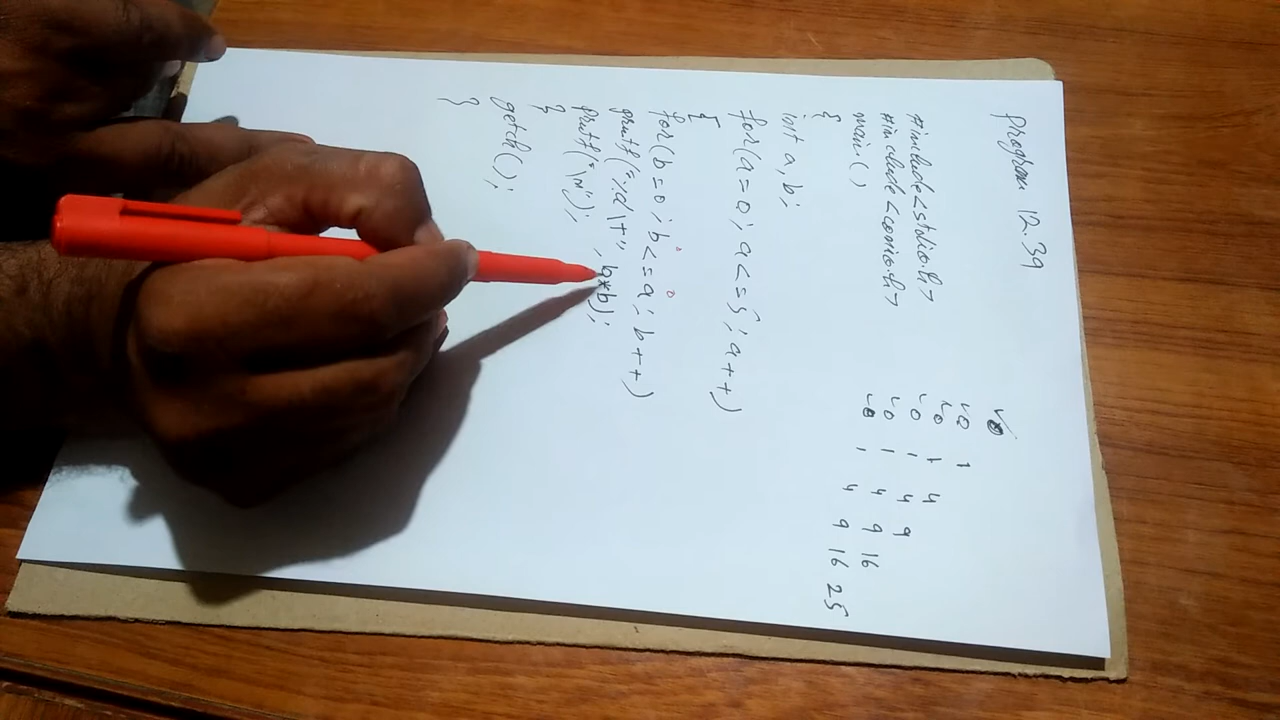 Program 12.39
#include<stdio.h>
#include<conio.h>
main()
{
int a,b;
for(a=0; a<=5; a++)
{
for(b=0; b<=a; b++)
printf("%d\t", b*b);
printf("\n");
}
getch();
}
0
0 1
0 1 4
0 1 4 9
0 1 4 9 16
0 1 4 9 16 25
0
0